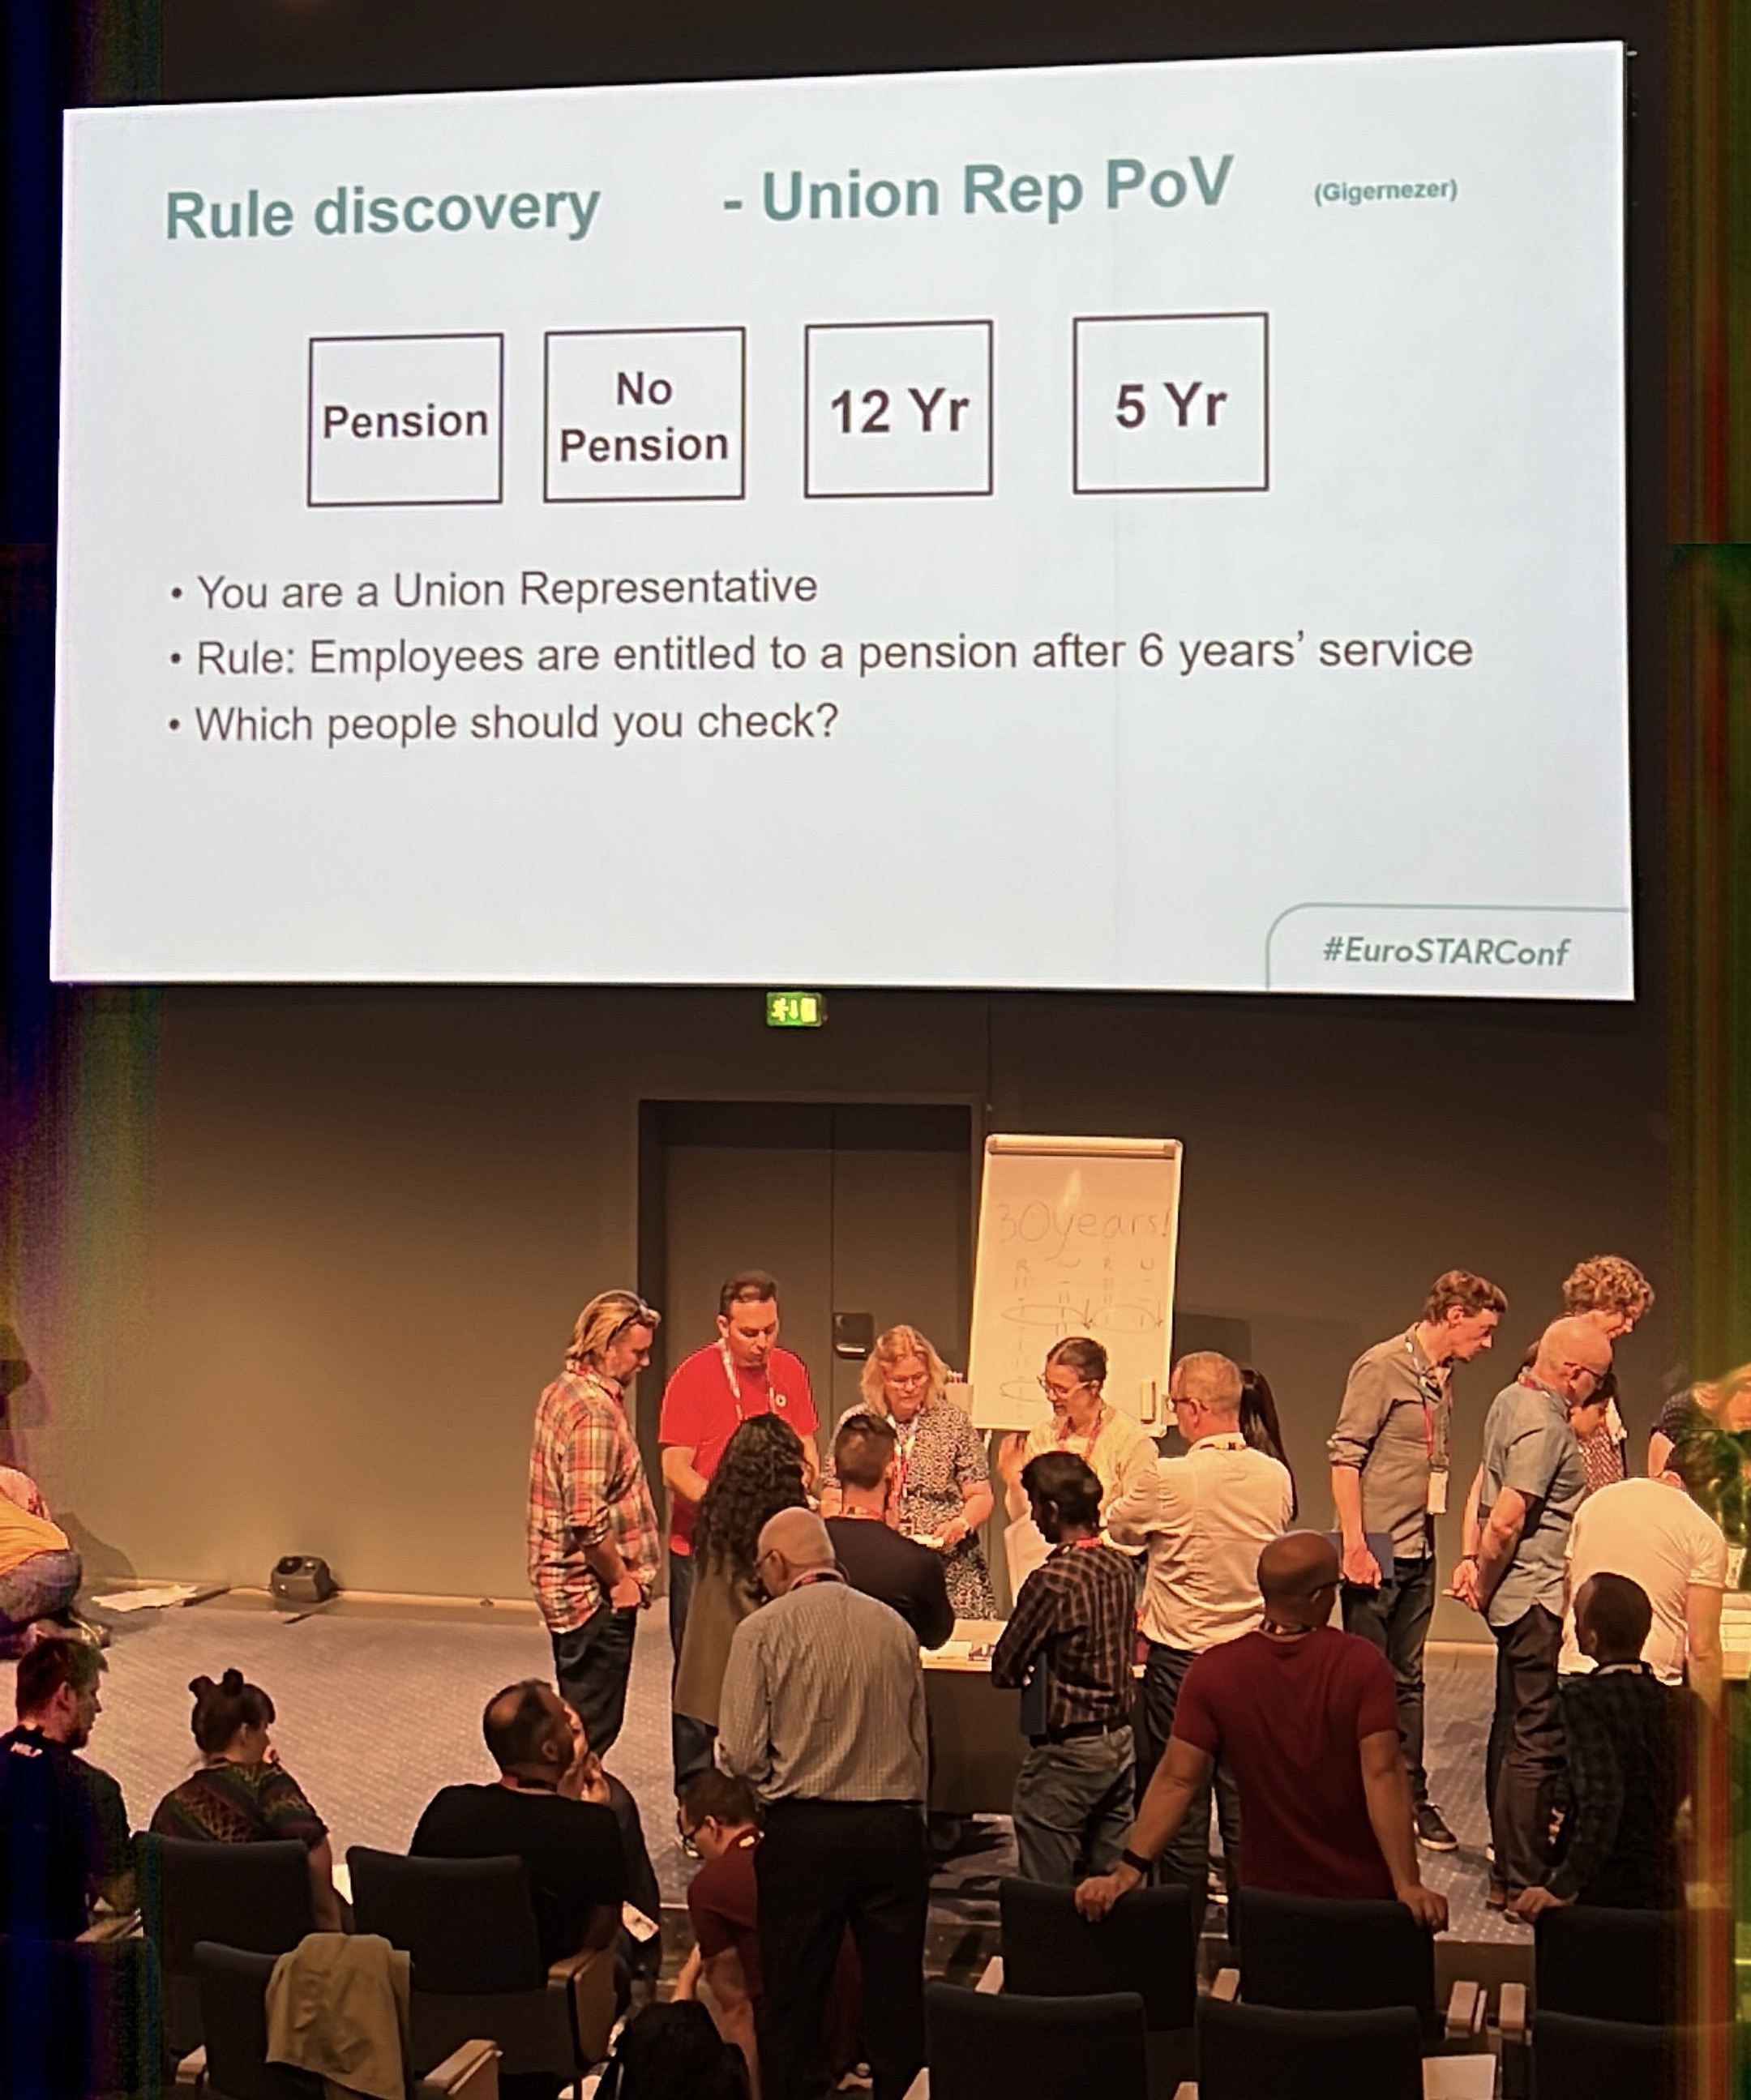 Rule discovery - Union Rep PoV (Gigernezer)
Pension
No
Pension
12 Yr
5 Yr
• You are a Union Representative
• Rule: Employees are entitled to a pension after 6 years’ service
• Which people should you check?
#EuroSTARConf
30years!
R N R U